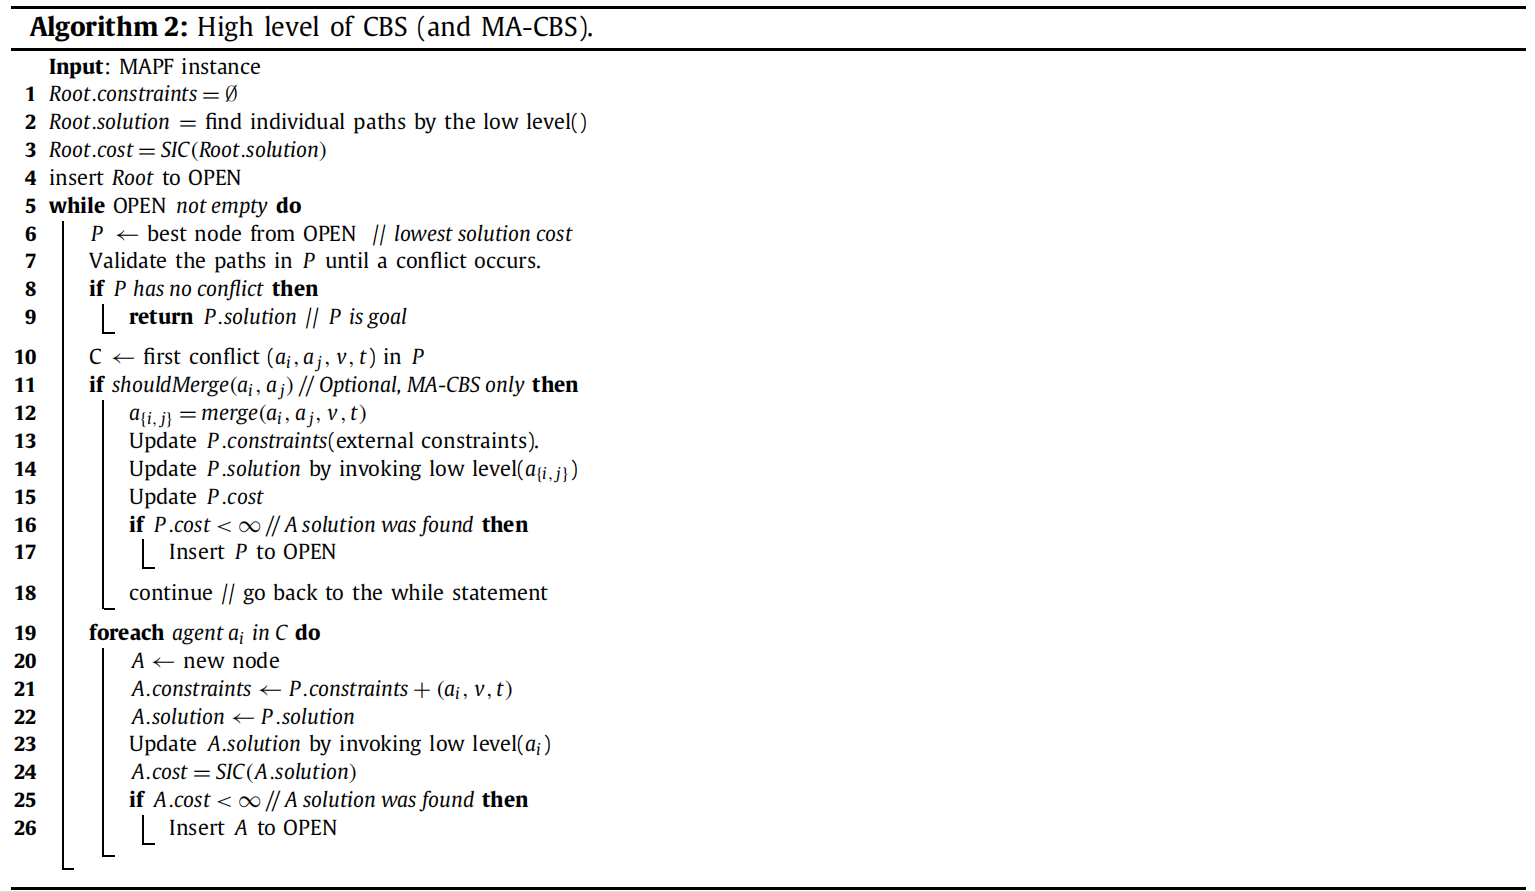 Algorithm 2: High level of CBS (and MA-CBS).
Input: MAPF instance
1 Root.constraints = ∅
2 Root.solution = find individual paths by the low level()
3 Root.cost = SIC(Root.solution)
4 insert Root to OPEN
5 while OPEN not empty do
6 P ← best node from OPEN // lowest solution cost
7 Validate the paths in P until a conflict occurs.
8 if P has no conflict then
9 return P.solution // P is goal
10 C ← first conflict (a_i, a_j, v, t) in P
11 if shouldMerge(a_i, a_j) // Optional, MA-CBS only then
12 a_{i,j} = merge(a_i, a_j, v, t)
13 Update P.constraints(external constraints).
14 Update P.solution by invoking low level(a_{i,j})
15 Update P.cost
16 if P.cost < ∞ // A solution was found then
17 Insert P to OPEN
18 continue // go back to the while statement
19 foreach agent a_i in C do
20 A ← new node
21 A.constraints ← P.constraints + (a_i, v, t)
22 A.solution ← P.solution
23 Update A.solution by invoking low level(a_i)
24 A.cost = SIC(A.solution)
25 if A.cost < ∞ // A solution was found then
26 Insert A to OPEN